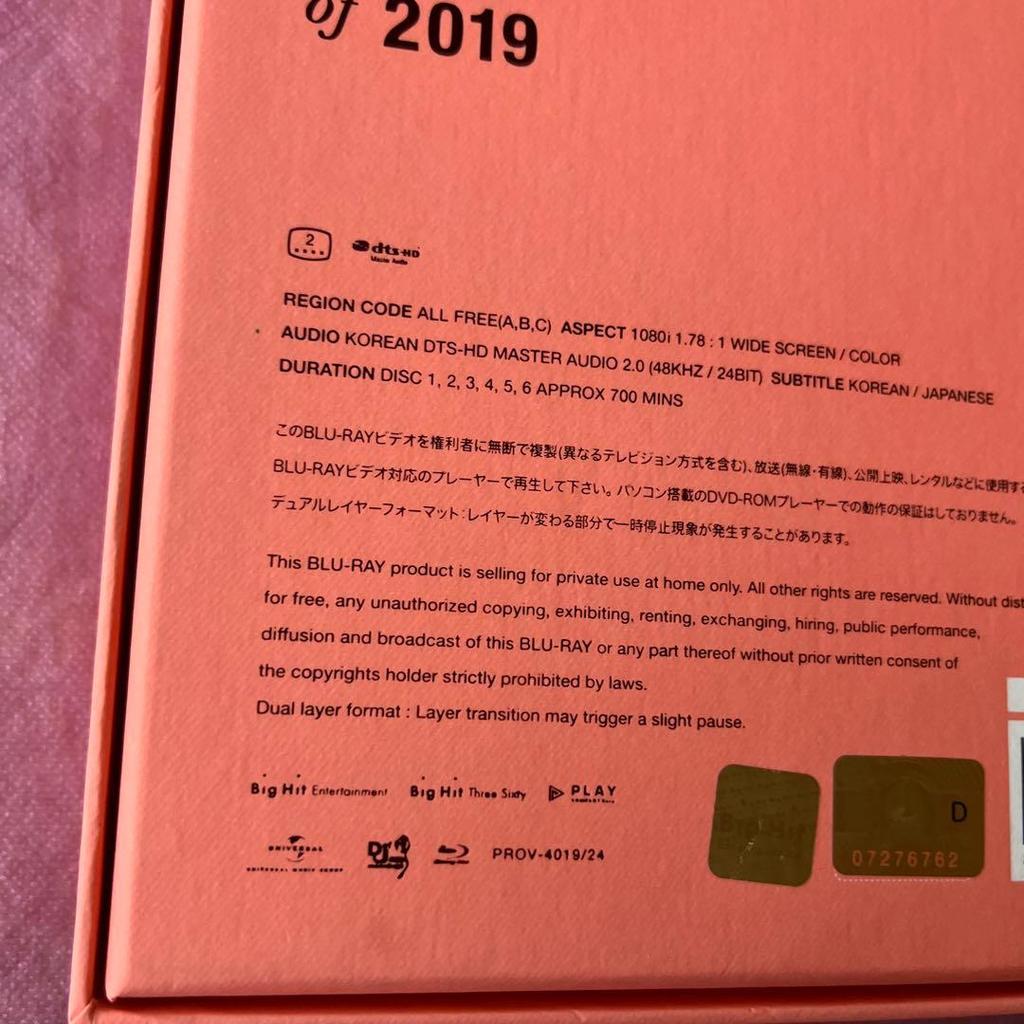 of 2019
2
dts-HD
Master Audio
REGION CODE ALL FREE(A,B,C) ASPECT 1080i 1.78 : 1 WIDE SCREEN / COLOR
AUDIO KOREAN DTS-HD MASTER AUDIO 2.0 (48KHZ / 24BIT) SUBTITLE KOREAN / JAPANESE
DURATION DISC 1, 2, 3, 4, 5, 6 APPROX 700 MINS
このBLU-RAYビデオを権利者に無断で複製(異なるテレビジョン方式を含む)、放送(無線・有線)、公開上映、レンタルなどに使用する
BLU-RAYビデオ対応のプレーヤーで再生して下さい。パソコン搭載のDVD-ROMプレーヤーでの動作の保証はしておりません。
デュアルレイヤーフォーマット:レイヤーが変わる部分で一時停止現象が発生することがあります。
This BLU-RAY product is selling for private use at home only. All other rights are reserved. Without dist
for free, any unauthorized copying, exhibiting, renting, exchanging, hiring, public performance,
diffusion and broadcast of this BLU-RAY or any part thereof without prior written consent of
the copyrights holder strictly prohibited by laws.
Dual layer format : Layer transition may trigger a slight pause.
Big Hit Entertainment Big Hit Three Sixty PLAY
UNIVERSAL
UNIVERSAL MUSIC GROUP
Def PROV-4019/24
Big Hit
D
07276762